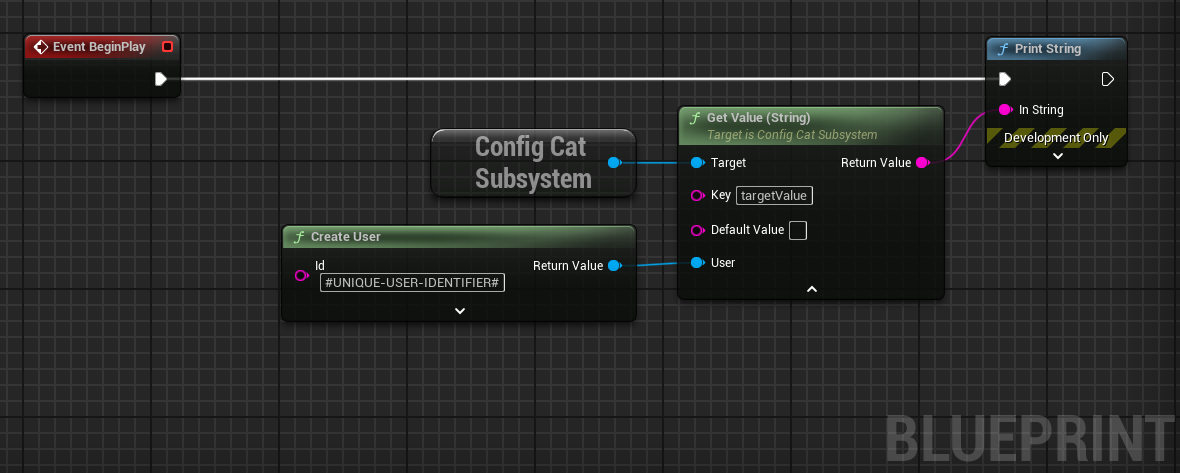 Event BeginPlay
Print String
In String
Development Only
Get Value (String)
Target is Config Cat Subsystem
Target
Return Value
Key targetValue
Default Value
User
Config Cat
Subsystem
Create User
Id
#UNIQUE-USER-IDENTIFIER#
Return Value
BLUEPRINT